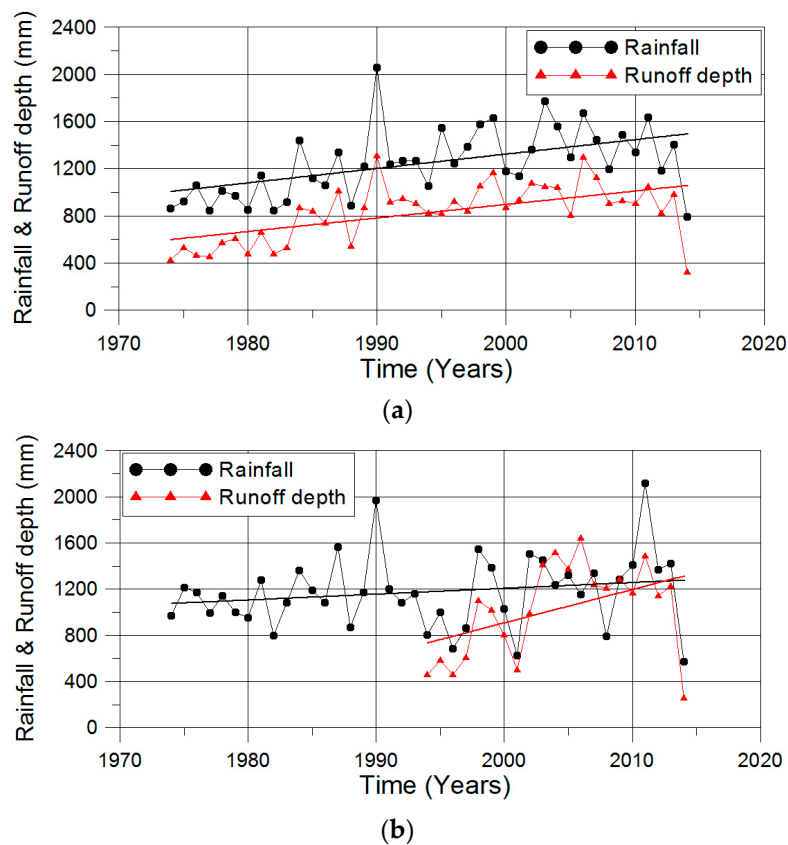 Rainfall & Runoff depth (mm)
2400
2000
1600
1200
800
400
0
Rainfall
Runoff depth
1970
1980
1990
2000
2010
2020
Time (Years)
(a)
Rainfall & Runoff depth (mm)
2400
2000
1600
1200
800
400
0
Rainfall
Runoff depth
1970
1980
1990
2000
2010
2020
Time (Years)
(b)